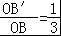 OB′/OB = 1/3